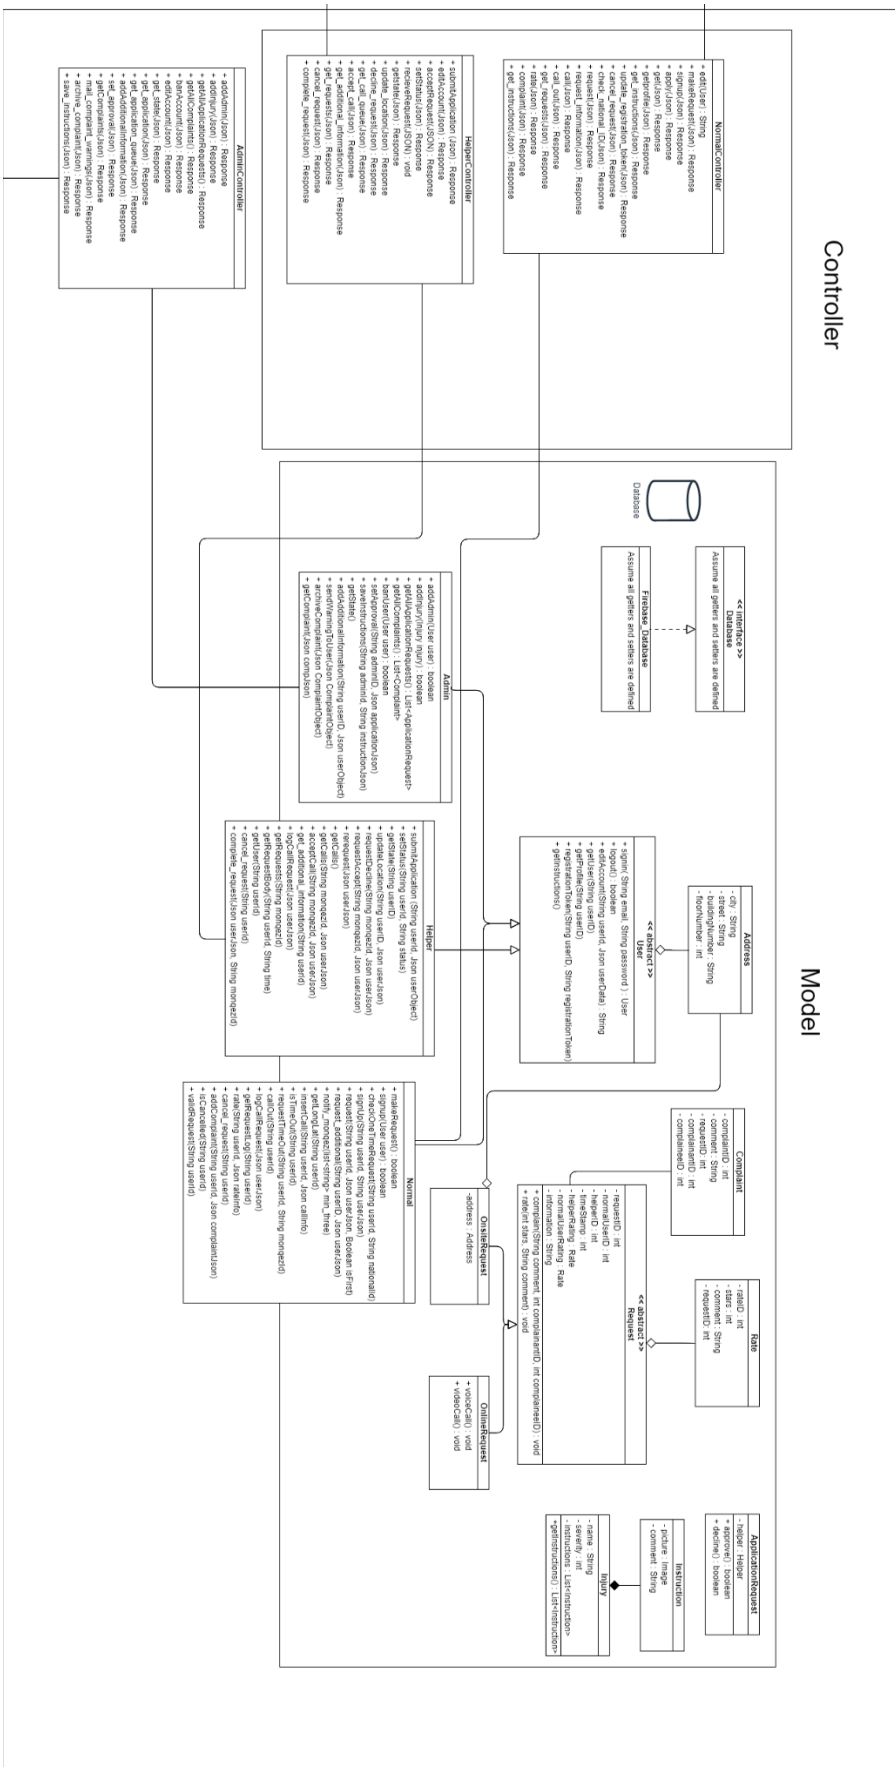 Controller
NormalController
+ edit(User) : String
+ makeRequest(Json) : Response
+ signup(Json) : Response
+ apply(Json) : Response
+ get(Json) : Response
+ getprofile(Json) : Response
+ get_instructions(Json) : Response
+ update_registration_token(Json) : Response
+ check_national_ID(Json) : Response
+ cancel_request(Json) : Response
+ request(Json) : Response
+ request_information(Json) : Response
+ call(Json) : Response
+ call_out(Json) : Response
+ get_requests(Json) : Response
+ rate(Json) : Response
+ complaint(Json) : Response
+ get_instructions(Json) : Response
HelperController
+ submitApplication (Json) : Response
+ editAccount(Json) : Response
+ acceptRequest(JSON) : Response
+ setStatus(Json) : Response
+ recieveRequest(JSON) : void
+ getstate(Json) : Response
+ update_location(Json) : Response
+ decline_request(Json) : Response
+ get_call_queue(Json) : Response
+ accept_call(Json) : Response
+ get_additional_information(Json) : Response
+ get_requests(Json) : Response
+ cancel_request(Json) : Response
+ complete_request(Json) : Response
AdminController
+ addAdmin(Json) : Response
+ addInjury(Json) : Response
+ getAllApplicationRequests() : Response
+ getAllComplaints() : Response
+ banAccount(Json) : Response
+ editAccount(Json) : Response
+ get_state(Json) : Response
+ get_application(Json) : Response
+ get_application_queue(Json) : Response
+ addAdditionalInformation(Json) : Response
+ set_approval(Json) : Response
+ getComplaints(Json) : Response
+ mail_complaint_warnings(Json) : Response
+ archive_complaint(Json) : Response
+ save_instructions(Json) : Response
Model
Database
<< interface >>
Database
Assume all getters and setters are defined
Firebase_Database
Assume all getters and setters are defined
Address
- city : String
- street : String
- buildingNumber : String
- floorNumber : int
Complaint
- complaintID : int
- comment : String
- requestID : int
- complainantID : int
- complaineeID : int
Rate
- rateID : int
- stars : int
- comment : String
- requestID: int
ApplicationRequest
- helper : Helper
+ approve() : boolean
+ decline() : boolean
Instruction
- picture : Image
- comment : String
Injury
- name : String
- severity : int
- instructions : List<Instruction>
+getInstructions() : List<Instruction>
<< abstract >>
User
+ signin( String email, String password ) : User
+ logout() : boolean
+ editAccount(String userId, Json userData) : String
+ getUser(String userID)
+ getProfile(String userID)
+ registrationToken(String userID, String registrationToken)
+ getInstructions()
<< abstract >>
Request
- requestID : int
- normalUserID : int
- helperID : int
- timeStamp : int
- helperRating : Rate
- normalUserRating : Rate
- information : String
+ complain(String comment, int complainantID, int complaineeID) : void
+ rate(int stars, String comment) : void
OnsiteRequest
-address : Address
OnlineRequest
+ voiceCall() : void
+ videoCall() : void
Admin
+ addAdmin(User user) : boolean
+ addInjury(Injury injury) : boolean
+ getAllApplicationRequests() : List<ApplicationRequest>
+ getAllComplaints() : List<Complaint>
+ banUser(User user) : boolean
+ setApproval(String adminID, Json applicationJson)
+ saveInstructions(String adminId, String instructionJson)
+ getState()
+ addAdditionalInformation(String userID, Json userObject)
+ sendWarningToUser(Json ComplaintObject)
+ archiveComplaint(Json ComplaintObject)
+ getComplaint(Json compJson)
Helper
+ submitApplication (String userId, Json userObject)
+ setStatus(String userId, String status)
+ getState(String userID)
+ updateLocation(String userID, Json userJson)
+ requestDecline(String monqezId, Json userJson)
+ requestAccept(String monqezId, Json userJson)
+ rerequest(Json userJson)
+ getCalls()
+ getCalls(String monqezId, Json userJson)
+ acceptCall(String monqezId, Json userJson)
+ get_additional_information(String userId)
+ logCallRequest(Json userJson)
+ getRequests(String monqezId)
+ getRequestBody(String userId, String time)
+ getUser(String userId)
+ cancel_request(String userId)
+ complete_request(Json userJson, String monqezId)
Normal
+ makeRequest() : boolean
+ signup(User user) : boolean
+ checkOneTimeRequest(String userId, String nationalId)
+ signUp(String userId, String userJson)
+ request(String userId, Json userJson, Boolean isFirst)
+ request_additional(String userID, Json userJson)
+ notify_monqez(list<string> min_three)
+ getLongLat(String userId)
+ insertCall(String userId, Json callInfo)
+ isTimeOut(String userId)
+ requestTimeOut(String userId, String monqezId)
+ callOut(String userId)
+ logCallRequest(Json userJson)
+ getRequestLog(String userId)
+ rate(String userId, Json rateInfo)
+ cancel_request(String userId)
+ addComplaint(String userId, Json complaintJson)
+ isCancelled(String userId)
+ validRequest(String userId)